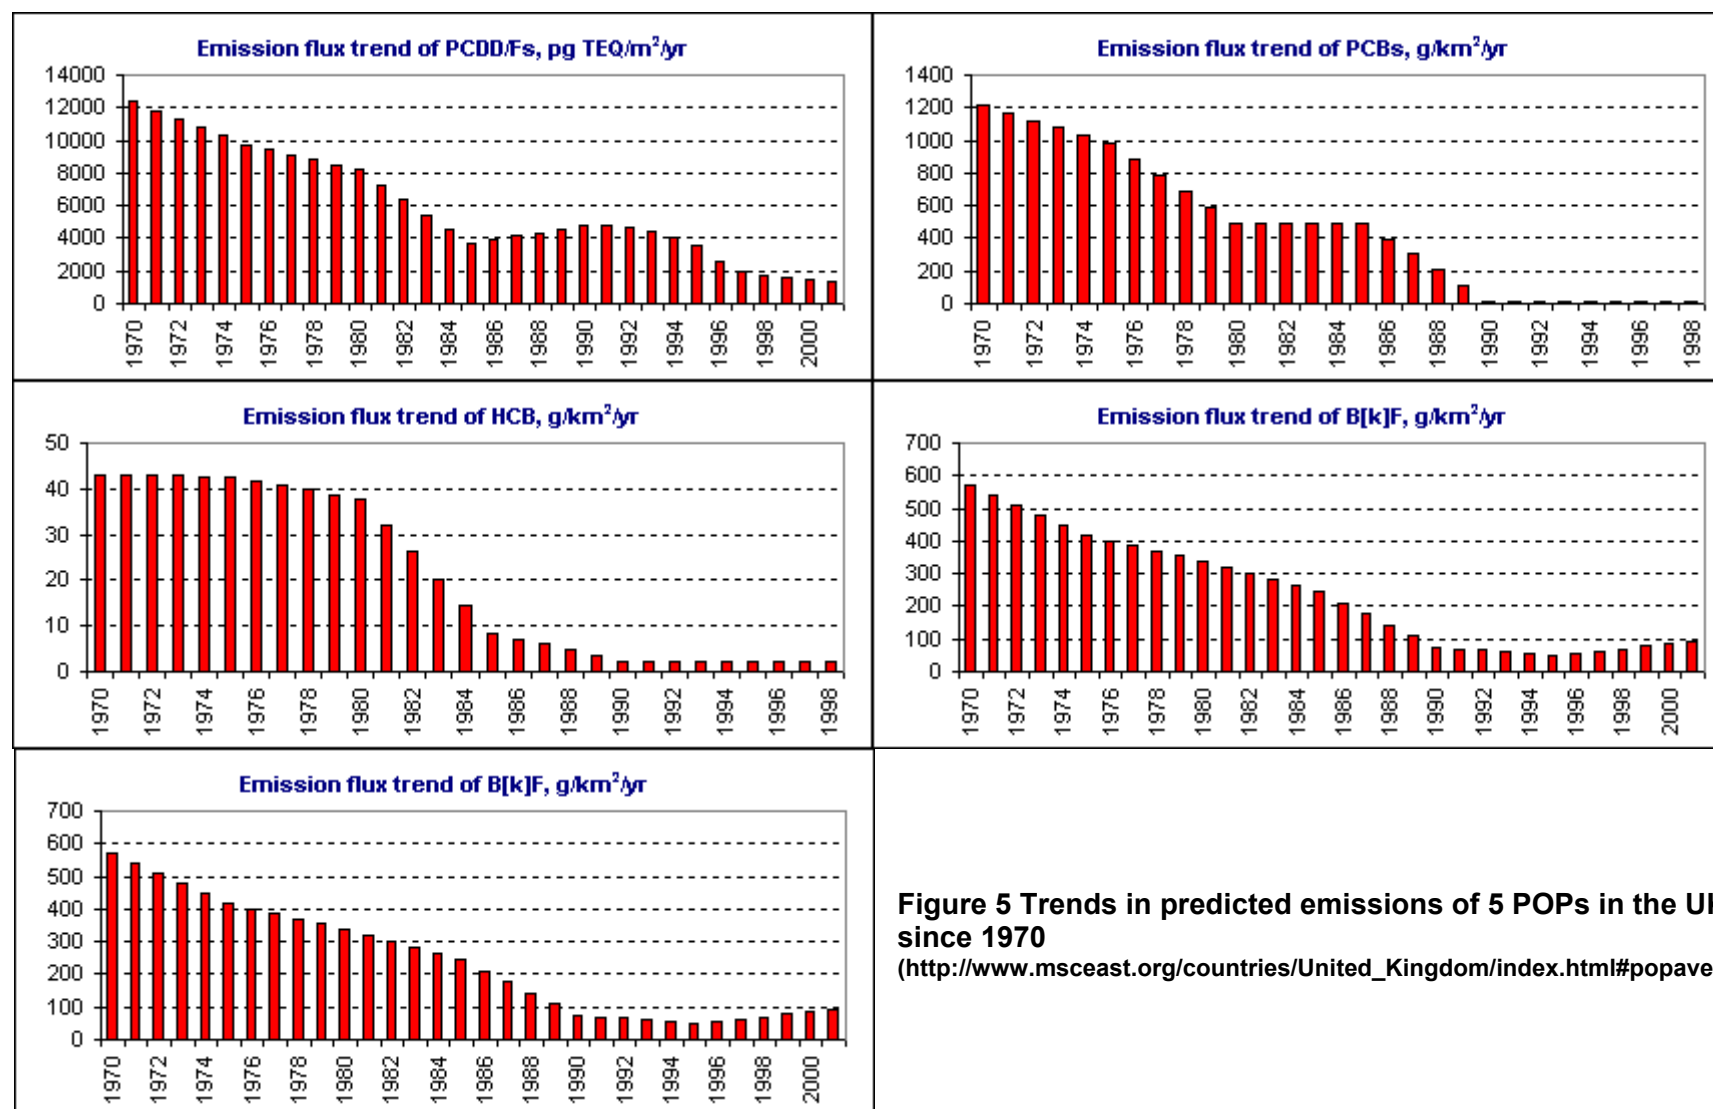 Emission flux trend of PCDD/Fs, pg TEQ/m²/yr
14000
12000
10000
8000
6000
4000
2000
0
1970 1972 1974 1976 1978 1980 1982 1984 1986 1988 1990 1992 1994 1996 1998 2000
Emission flux trend of PCBs, g/km²/yr
1400
1200
1000
800
600
400
200
0
1970 1972 1974 1976 1978 1980 1982 1984 1986 1988 1990 1992 1994 1996 1998
Emission flux trend of HCB, g/km²/yr
50
40
30
20
10
0
1970 1972 1974 1976 1978 1980 1982 1984 1986 1988 1990 1992 1994 1996 1998
Emission flux trend of B[k]F, g/km²/yr
700
600
500
400
300
200
100
0
1970 1972 1974 1976 1978 1980 1982 1984 1986 1988 1990 1992 1994 1996 1998 2000
Emission flux trend of B[k]F, g/km²/yr
700
600
500
400
300
200
100
0
1970 1972 1974 1976 1978 1980 1982 1984 1986 1988 1990 1992 1994 1996 1998 2000
Figure 5 Trends in predicted emissions of 5 POPs in the U
since 1970
(http://www.msceast.org/countries/United_Kingdom/index.html#popave